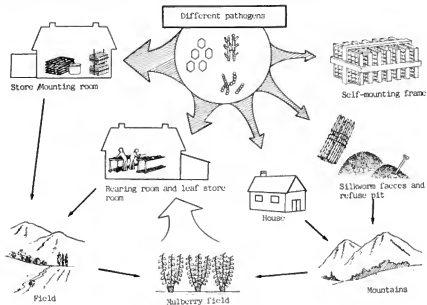 Different pathogens
Store/Mounting room
Self-mounting frame
Rearing room and leaf store
room
House
Silkworm faeces and
refuse pit
Field
Mulberry field
Mountains